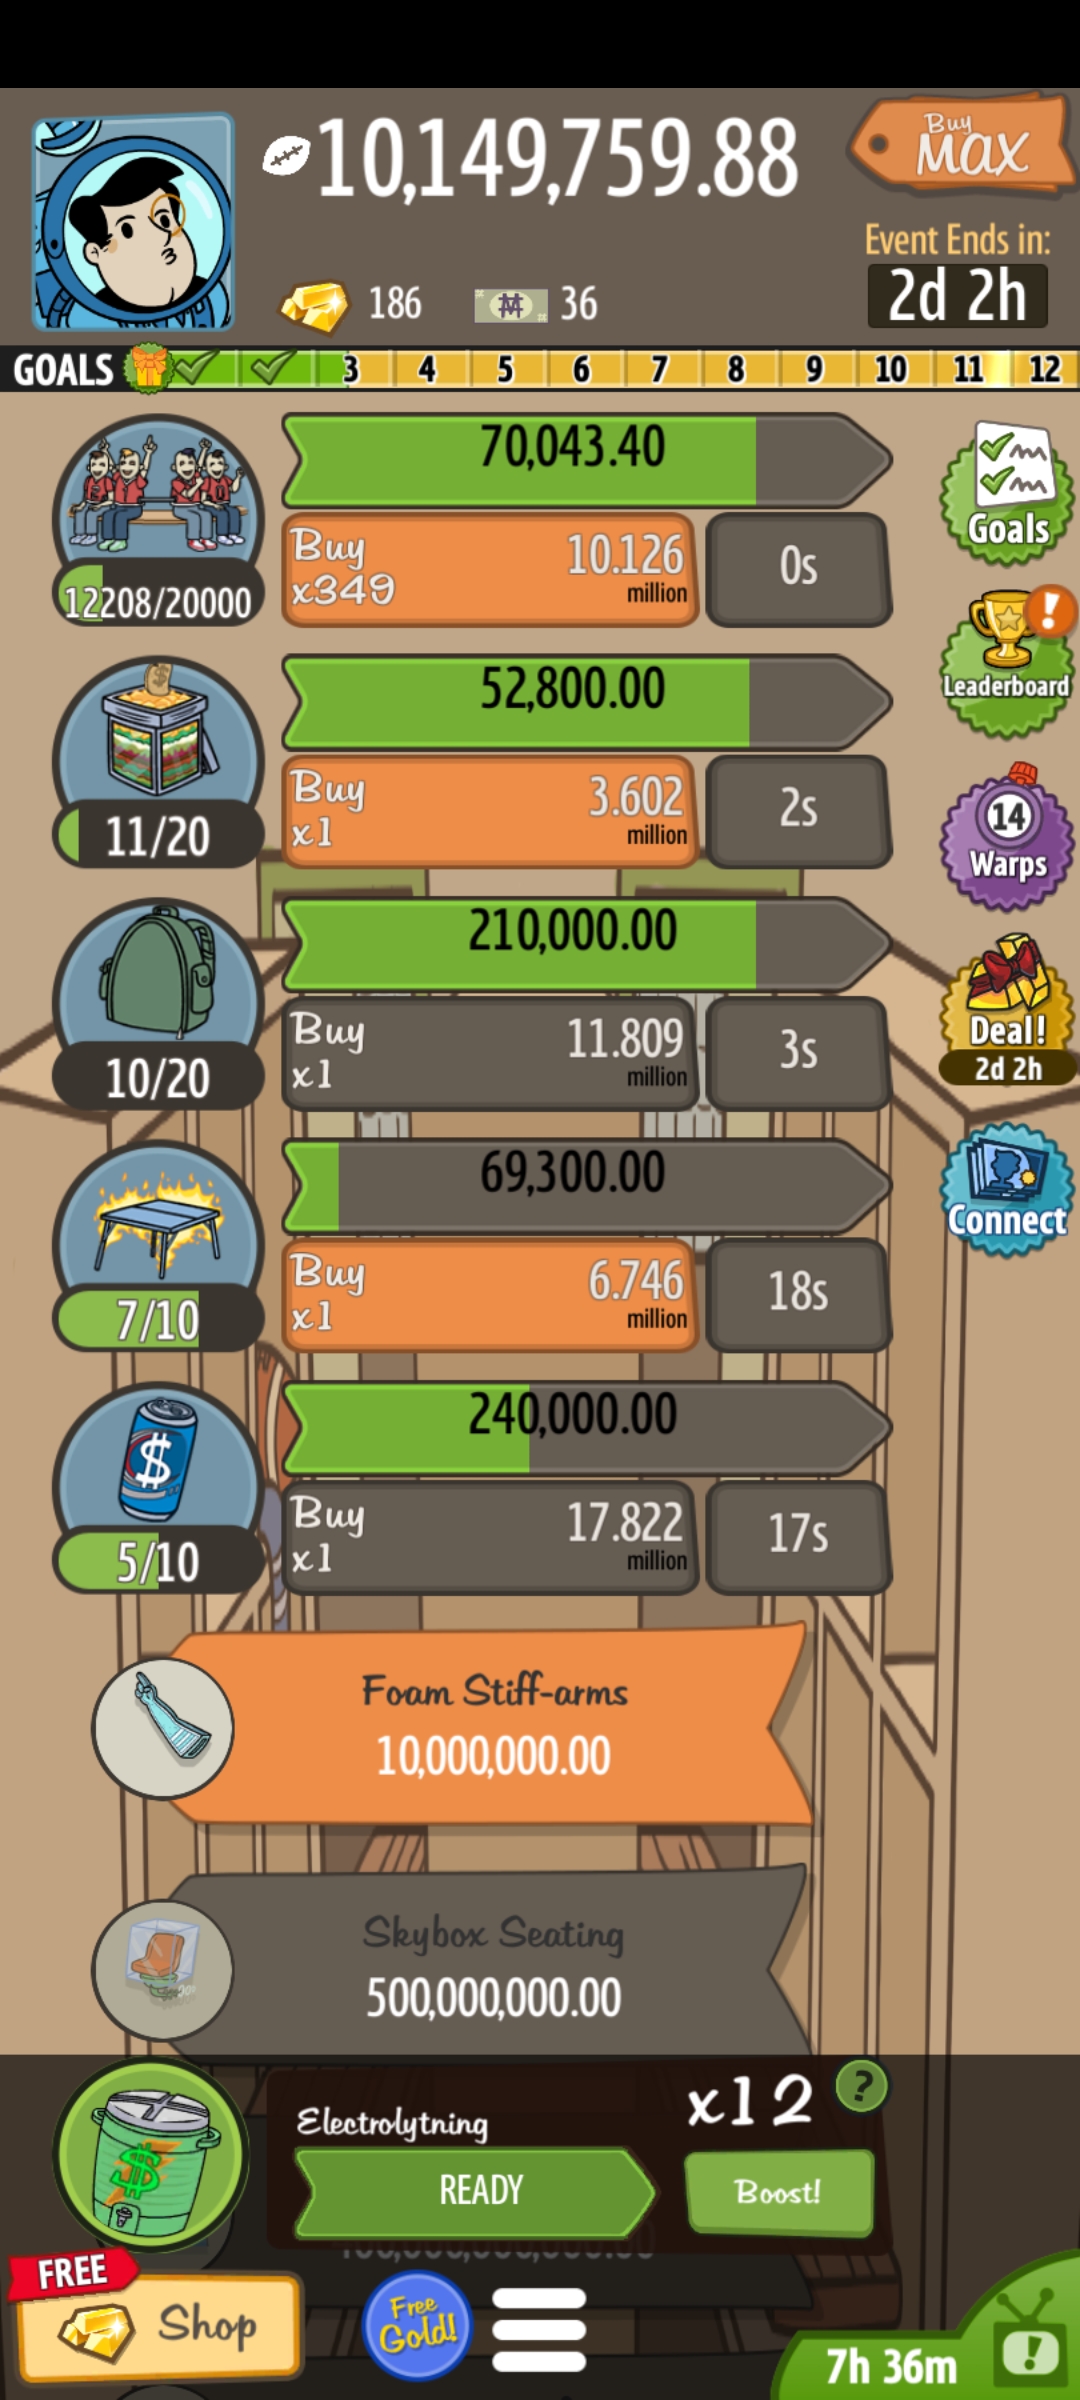 10,149,759.88
Buy
MAX
Event Ends in:
2d 2h
186
36
GOALS 3 4 5 6 7 8 9 10 11 12
70,043.40
Buy
x349
10.126
million
0s
12208/20000
Goals
52,800.00
Buy
x1
3.602
million
2s
11/20
Leaderboard
210,000.00
Buy
x1
11.809
million
3s
10/20
14
Warps
Deal!
2d 2h
69,300.00
Buy
x1
6.746
million
18s
7/10
Connect
240,000.00
Buy
x1
17.822
million
17s
5/10
Foam Stiff-arms
10,000,000.00
Skybox Seating
500,000,000.00
Electrolytning
x12
?
READY
Boost!
FREE
Shop
Free
Gold!
7h 36m